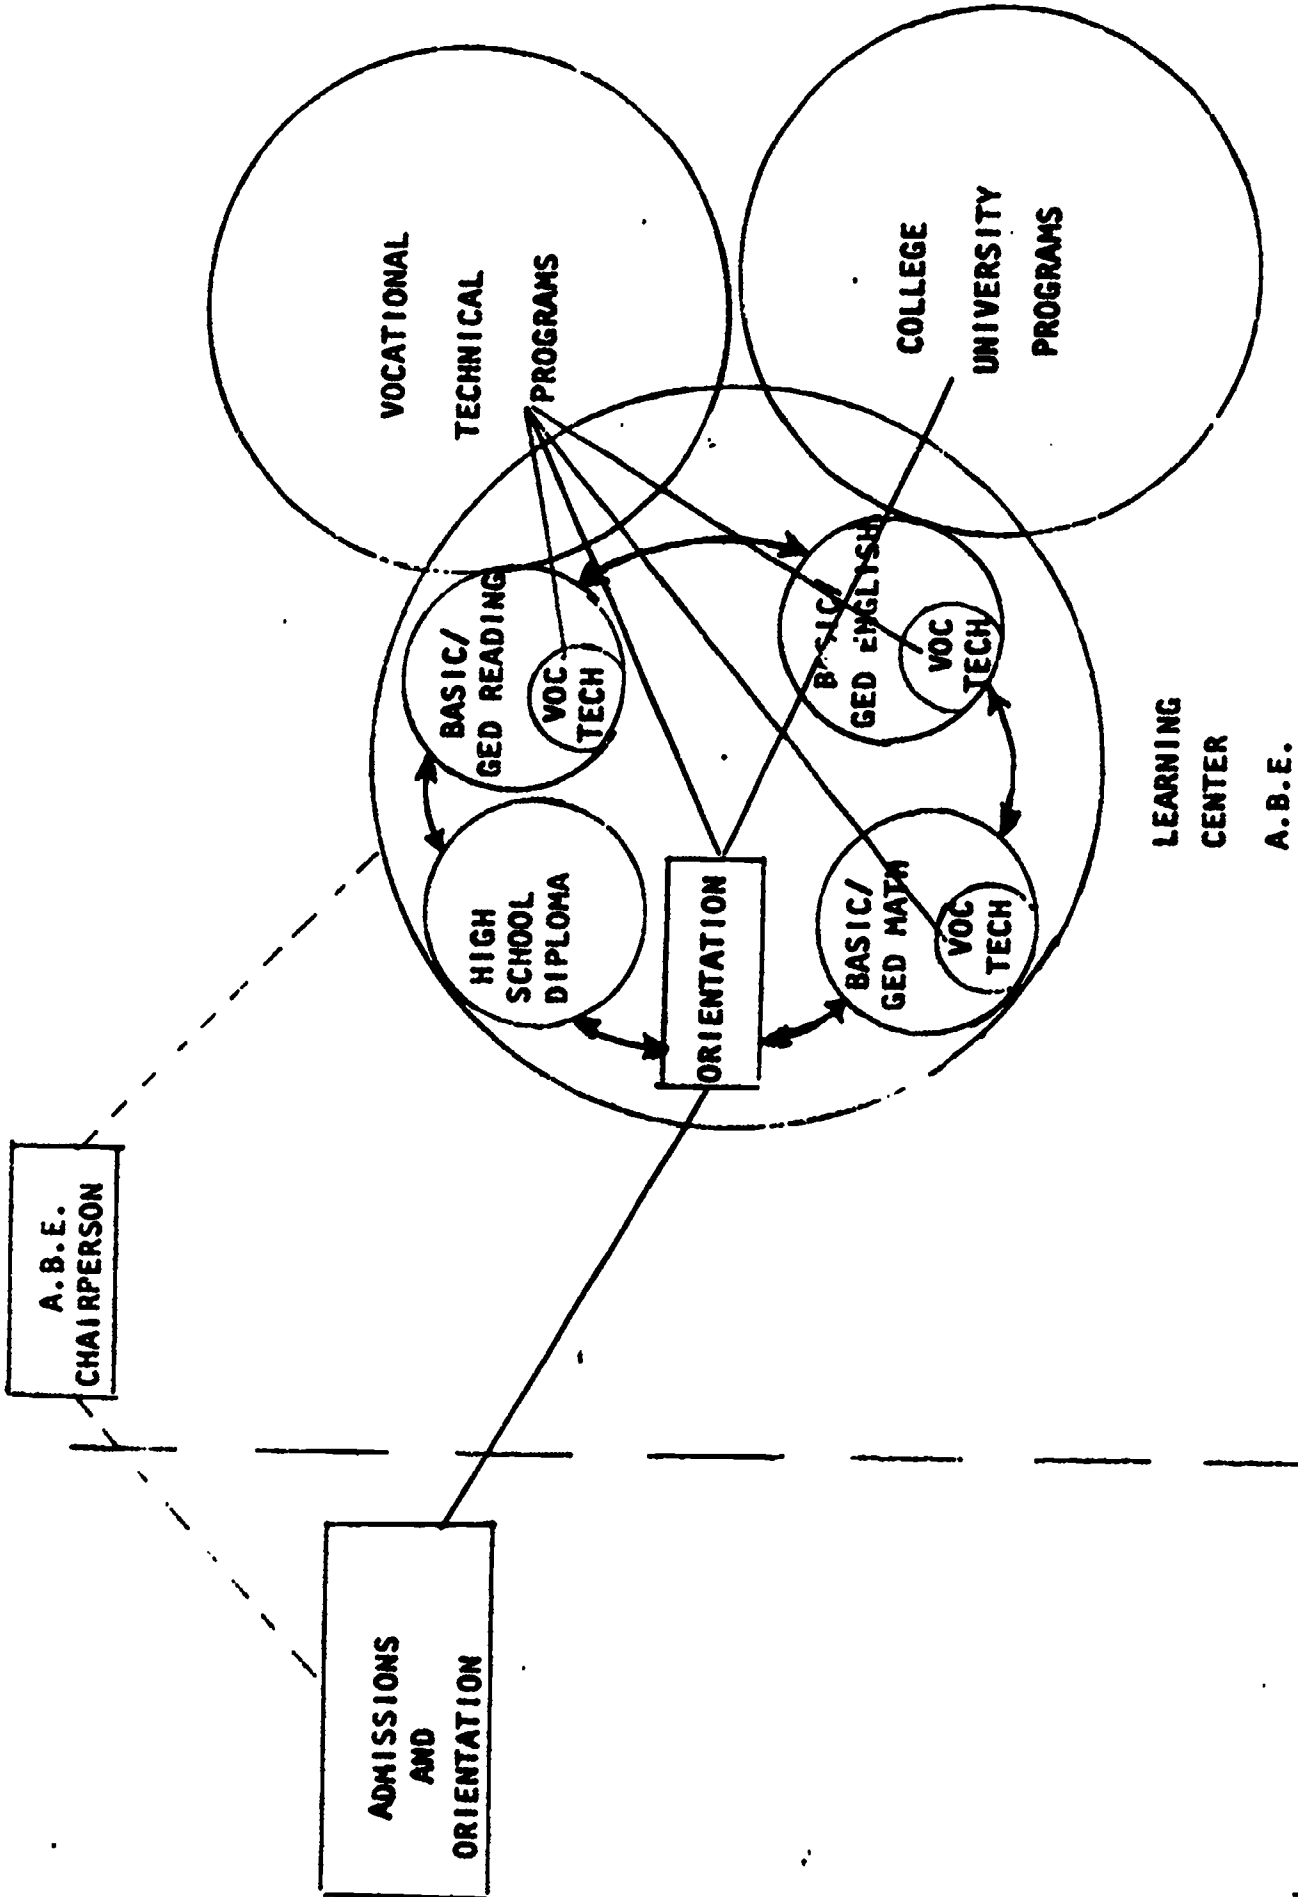 A.B.E.
CHAIRPERSON
ADMISSIONS
AND
ORIENTATION
HIGH
SCHOOL
DIPLOMA
BASIC/
GED READING
VOC
TECH
VOCATIONAL
TECHNICAL
PROGRAMS
ORIENTATION
BASIC/
GED MATH
VOC
TECH
BASIC/
GED ENGLISH
VOC
TECH
COLLEGE
UNIVERSITY
PROGRAMS
LEARNING
CENTER
A.B.E.